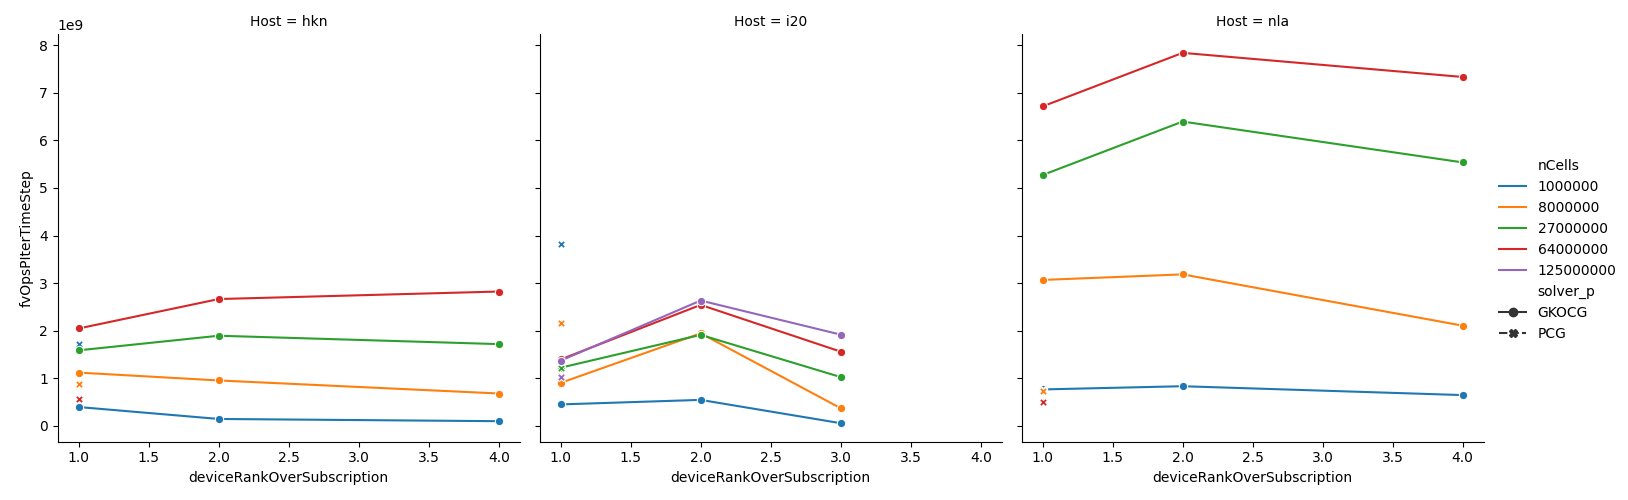 1e9
Host = hkn
Host = i20
Host = nla
8
7
6
5
4
3
2
1
0
fvOpsPIterTimeStep
1.0 1.5 2.0 2.5 3.0 3.5 4.0
1.0 1.5 2.0 2.5 3.0 3.5 4.0
1.0 1.5 2.0 2.5 3.0 3.5 4.0
deviceRankOverSubscription
deviceRankOverSubscription
deviceRankOverSubscription
nCells
1000000
8000000
27000000
64000000
125000000
solver_p
GKOCG
PCG